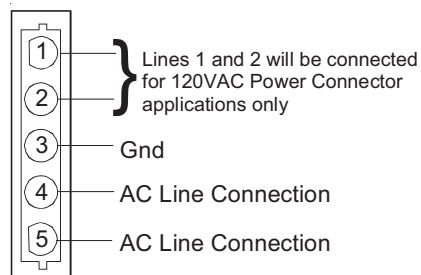 1
2
Lines 1 and 2 will be connected
for 120VAC Power Connector
applications only
3 Gnd
4 AC Line Connection
5 AC Line Connection